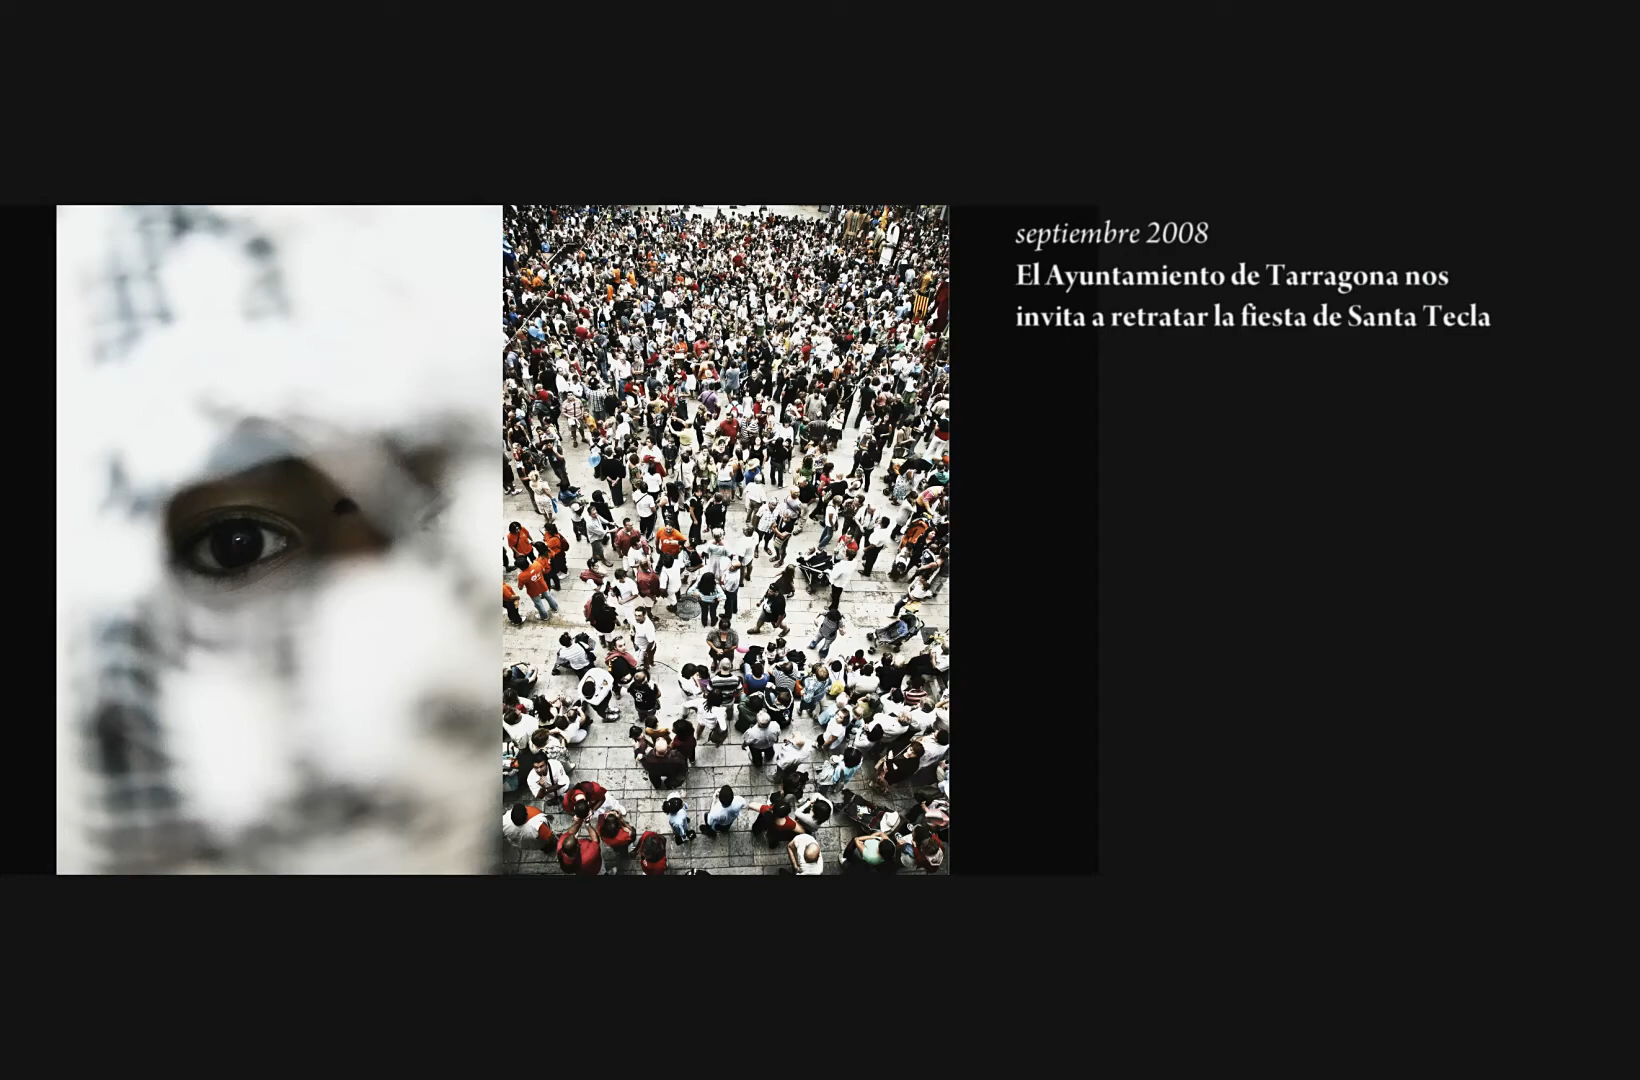 septiembre 2008
El Ayuntamiento de Tarragona nos
invita a retratar la fiesta de Santa Tecla